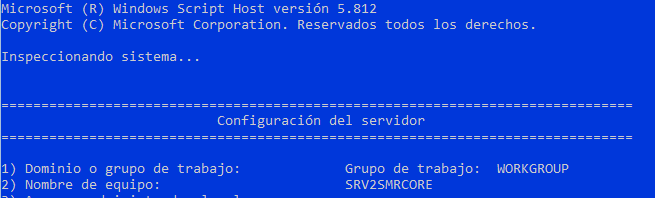 Microsoft (R) Windows Script Host versión 5.812
Copyright (C) Microsoft Corporation. Reservados todos los derechos.
Inspeccionando sistema...
===============================================================================
Configuración del servidor
===============================================================================
1) Dominio o grupo de trabajo: Grupo de trabajo: WORKGROUP
2) Nombre de equipo: SRV2SMRCORE